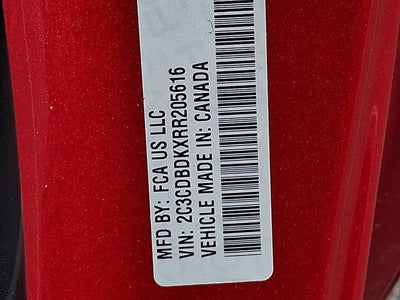 MFD BY: FCA US LLC
VIN: 2C3CDBDKXRR205616
VEHICLE MADE IN: CANADA